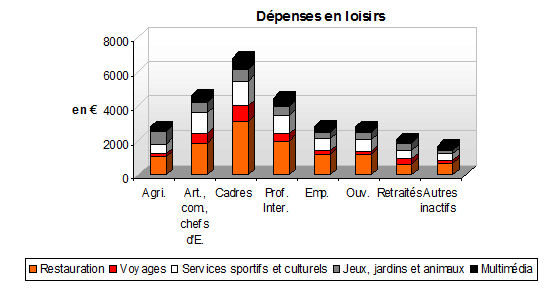 Dépenses en loisirs
8000
6000
4000
2000
0
en €
Agri. Art., com., chefs d'E. Cadres Prof. Inter. Emp. Ouv. Retraités Autres inactifs
Restauration Voyages Services sportifs et culturels Jeux, jardins et animaux Multimédia